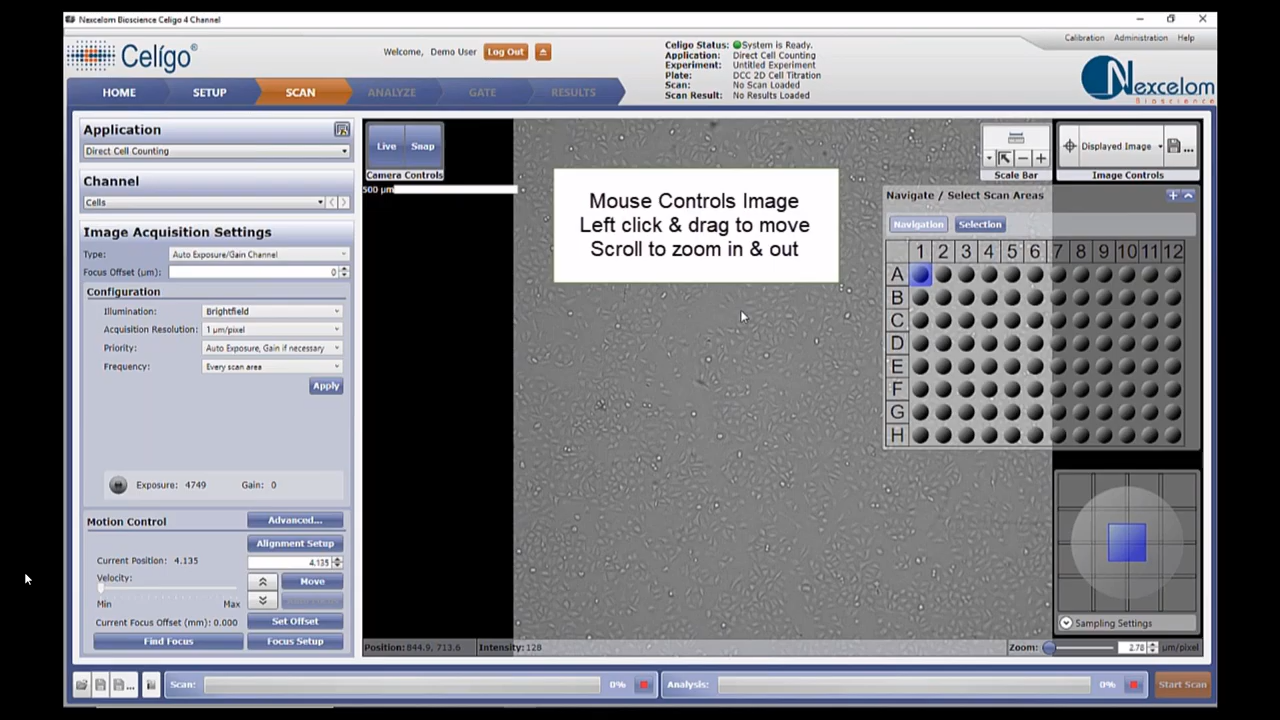 Nexcelom Bioscience Celigo 4 Channel
Celigo®
Welcome, Demo User
Log Out
Celigo Status: System is Ready.
Application: Direct Cell Counting
Experiment: Untitled Experiment
Plate: DCC 2D Cell Titration
Scan: No Scan Loaded
Scan Result: No Results Loaded
Calibration Administration Help
Nexcelom
Bioscience
HOME SETUP SCAN ANALYZE GATE RESULTS
Application
Direct Cell Counting
Channel
Cells
Image Acquisition Settings
Type: Auto Exposure/Gain Channel
Focus Offset (µm): 0
Configuration
Illumination: Brightfield
Acquisition Resolution: 1 µm/pixel
Priority: Auto Exposure, Gain if necessary
Frequency: Every scan area
Apply
Exposure: 4749 Gain: 0
Motion Control
Advanced...
Alignment Setup
Current Position: 4.135
4.135
Velocity:
Move
Min Max
Current Focus Offset (mm): 0.000
Set Offset
Find Focus
Focus Setup
Live Snap
Camera Controls
500 µm
Mouse Controls Image
Left click & drag to move
Scroll to zoom in & out
Scale Bar
Displayed Image
...
Image Controls
Navigate / Select Scan Areas
Navigation Selection
1 2 3 4 5 6 7 8 9 10 11 12
A
B
C
D
E
F
G
H
Sampling Settings
Position: 844.9, 713.6 Intensity: 128
Zoom: 2.78 µm/pixel
Scan: 0%
Analysis: 0%
Start Scan